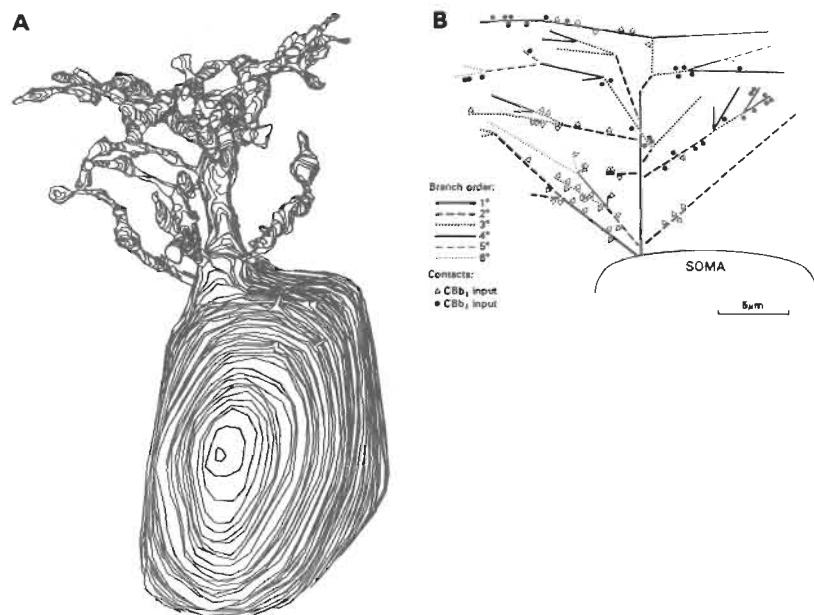 A
B
Branch order:
1°
2°
3°
4°
5°
6°
Contacts:
CBb₁ input
CBb₂ input
SOMA
5µm